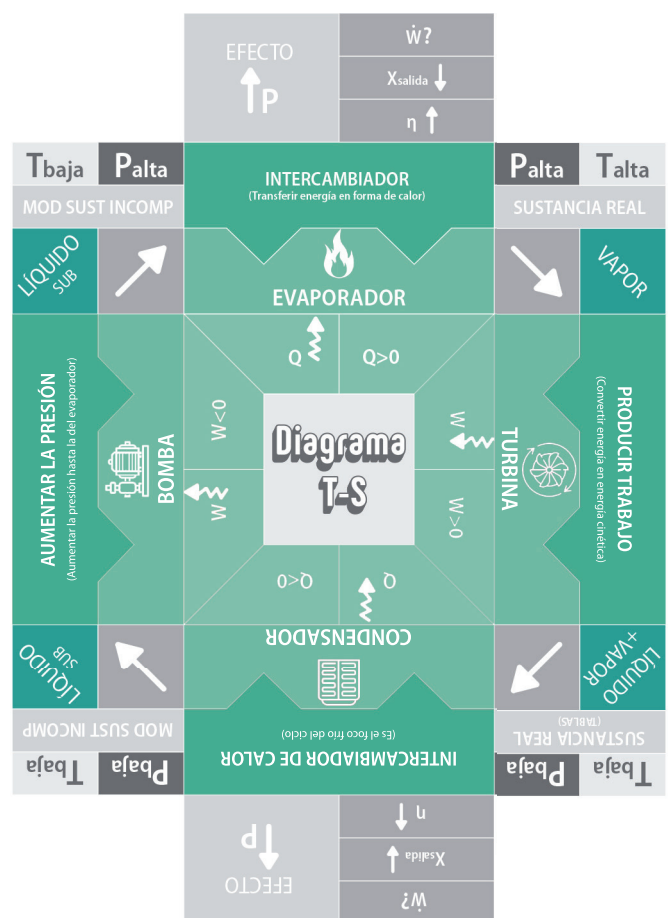 EFECTO
P
Ẇ?
Xsalida
η
Tbaja
Palta
MOD SUST INCOMP
LÍQUIDO
SUB
INTERCAMBIADOR
(Transferir energía en forma de calor)
EVAPORADOR
Palta
Talta
SUSTANCIA REAL
VAPOR
Q
Q>0
AUMENTAR LA PRESIÓN
(Aumentar la presión hasta la del evaporador)
BOMBA
W<0
W
Diagrama
T-S
W
W>0
TURBINA
PRODUCIR TRABAJO
(Convertir energía en energía cinética)
Q<0
Q
CONDENSADOR
INTERCAMBIADOR DE CALOR
(Es el foco frío del ciclo)
LÍQUIDO
SUB
MOD SUST INCOMP
Tbaja
Pbaja
LÍQUIDO
+VAPOR
SUSTANCIA REAL
(TABLAS)
Pbaja
Tbaja
EFECTO
P
η
Xsalida
Ẇ?